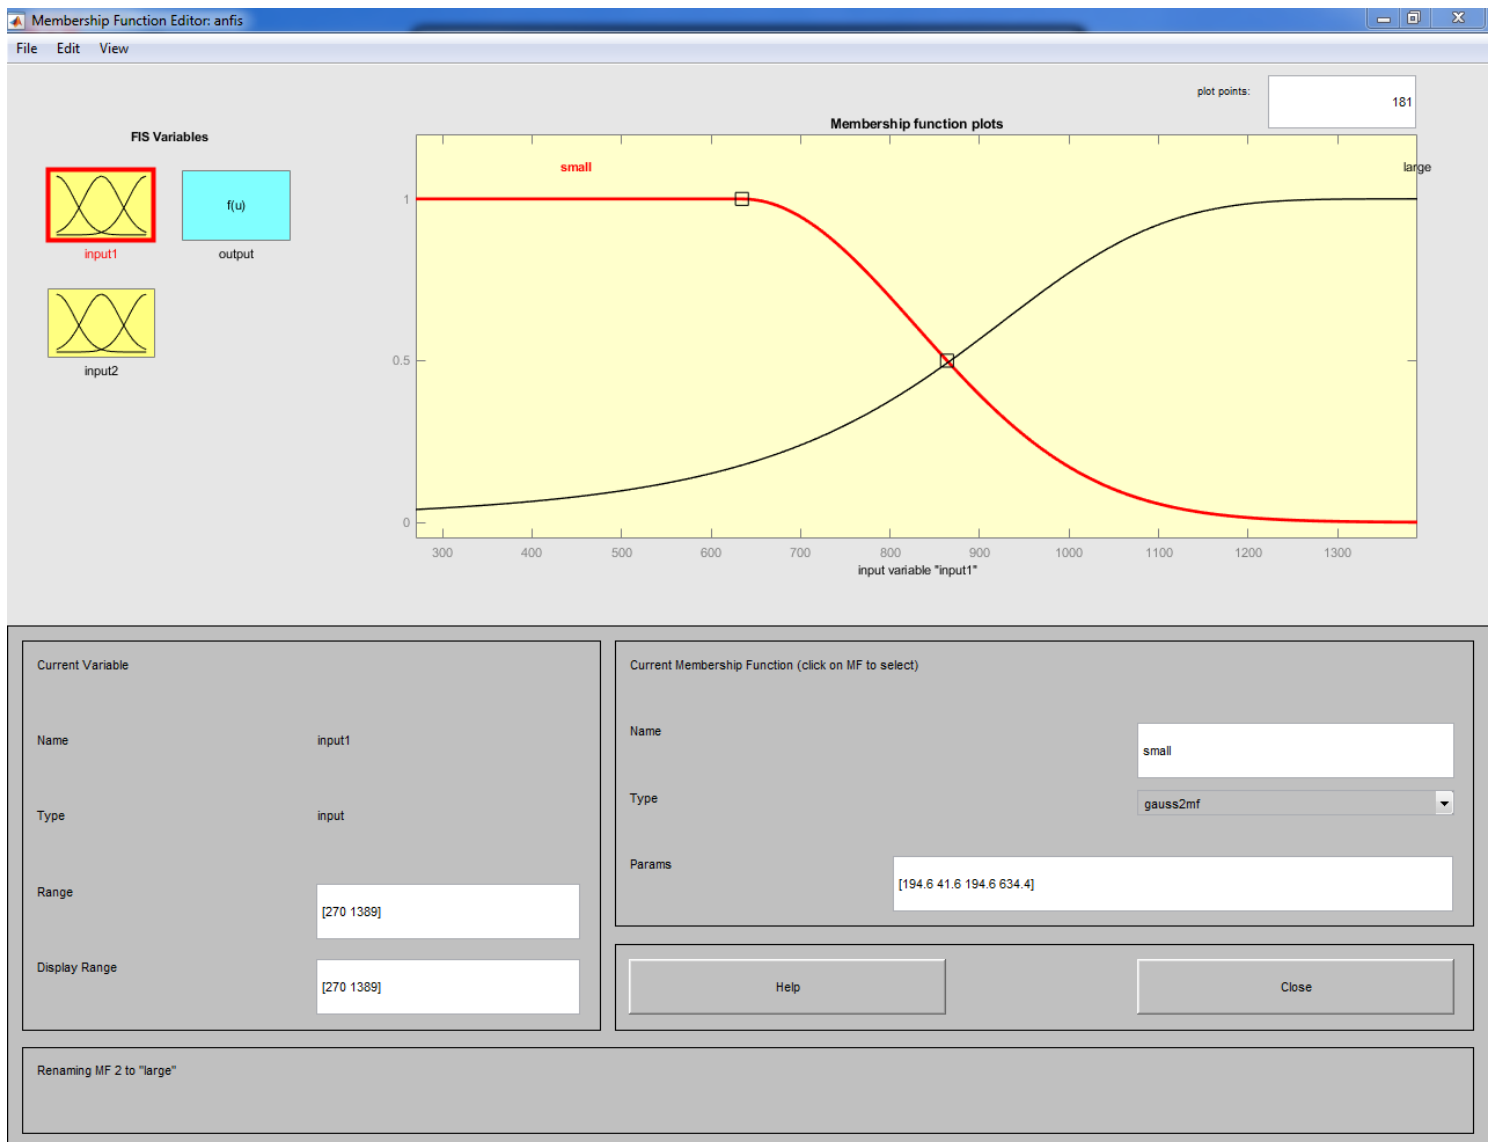 Membership Function Editor: anfis
File Edit View
plot points:
181
FIS Variables
Membership function plots
small
large
f(u)
input1
output
input2
1
0.5
0
300 400 500 600 700 800 900 1000 1100 1200 1300
input variable "input1"
Current Variable
Name input1
Type input
Range [270 1389]
Display Range [270 1389]
Current Membership Function (click on MF to select)
Name small
Type gauss2mf
Params [194.6 41.6 194.6 634.4]
Help Close
Renaming MF 2 to "large"